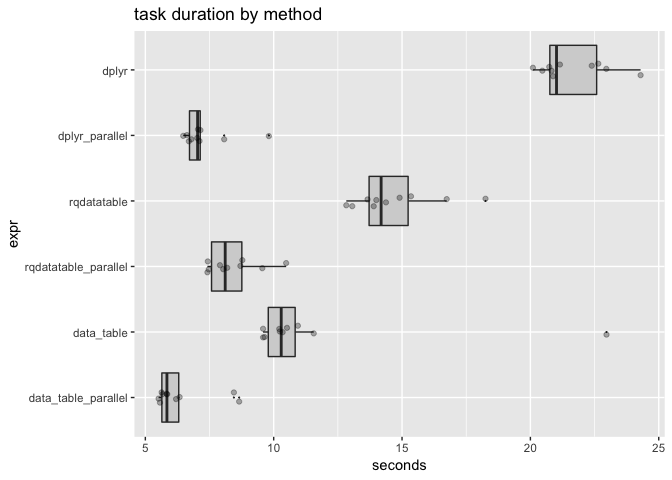 task duration by method
dplyr
dplyr_parallel
rqdatatable
rqdatatable_parallel
data_table
data_table_parallel
expr
5 10 15 20 25
seconds